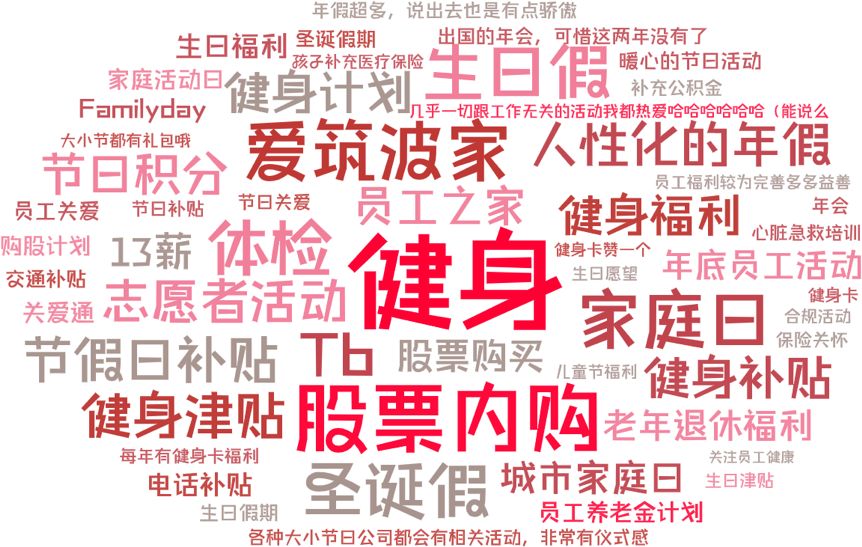 年假超多，说出去也是有点骄傲
生日福利
圣诞假期
出国的年会，可惜这两年没有了
孩子补充医疗保险
生日假
暖心的节日活动
家庭活动日
健身计划
补充公积金
Familyday
几乎一切跟工作无关的活动我都热爱哈哈哈哈哈哈（能说么
大小节都有礼包哦
爱筑波家
人性化的年假
节日积分
员工福利较为完善多多益善
员工关爱
节日补贴
节日关爱
员工之家
健身福利
年会
心脏急救培训
购股计划
13薪
体检
健身
健身卡赞一个
交通补贴
生日愿望
年底员工活动
关爱通
志愿者活动
家庭日
健身卡
合规活动
保险关怀
节假日补贴
Tb
股票购买
儿童节福利
健身补贴
健身津贴
股票内购
老年退休福利
每年有健身卡福利
关注员工健康
电话补贴
圣诞假
城市家庭日
生日津贴
生日假期
员工养老金计划
各种大小节日公司都会有相关活动，非常有仪式感